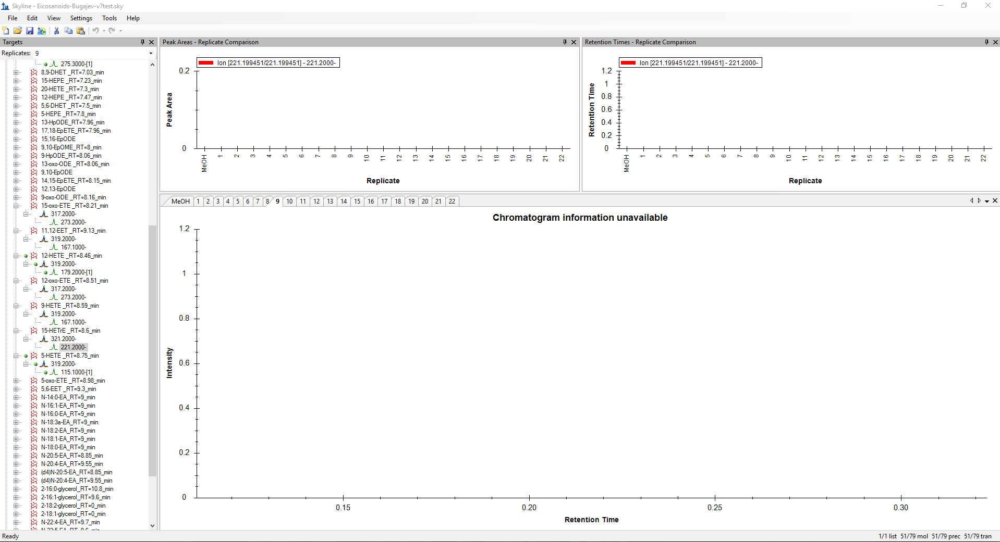 Skyline - Eicosanoids-Bugajev-v7test.sky
File Edit View Settings Tools Help
Targets
Replicates: 9
275.3000-[1]
8,9-DHET _RT=7.03_min
15-HEPE _RT=7.23_min
20-HETE _RT=7.3_min
12-HEPE _RT=7.47_min
5,6-DHET _RT=7.5_min
5-HEPE _RT=7.8_min
13-HpODE_RT=7.96_min
17,18-EpETE_RT=7.96_min
15,16-EpODE
9,10-EpOME_RT=8_min
9-HpODE_RT=8.06_min
13-oxo-ODE _RT=8.06_min
9,10-EpODE
14,15-EpETE_RT=8.15_min
12,13-EpODE
9-oxo-ODE _RT=8.16_min
15-oxo-ETE _RT=8.21_min
317.2000-
273.2000-
11,12-EET _RT=9.13_min
319.2000-
167.1000-
12-HETE _RT=8.46_min
319.2000-
179.2000-[1]
12-oxo-ETE _RT=8.51_min
317.2000-
273.2000-
9-HETE _RT=8.59_min
319.2000-
167.1000-
15-HETrE _RT=8.6_min
321.2000-
221.2000-
5-HETE _RT=8.75_min
319.2000-
115.1000-[1]
5-oxo-ETE _RT=8.98_min
5,6-EET _RT=9.3_min
N-14:0-EA_RT=9_min
N-16:1-EA_RT=9_min
N-16:0-EA_RT=9_min
N-18:3a-EA_RT=9_min
N-18:2-EA_RT=9_min
N-18:1-EA_RT=9_min
N-18:0-EA_RT=9_min
N-20:5-EA_RT=8.85_min
N-20:4-EA_RT=9.55_min
(d4)N-20:5-EA_RT=8.85_min
(d4)N-20:4-EA_RT=9.55_min
2-16:0-glycerol_RT=10.8_min
2-16:1-glycerol_RT=9.6_min
2-18:2-glycerol_RT=0_min
2-18:1-glycerol_RT=0_min
N-22:4-EA_RT=9.7_min
Peak Areas - Replicate Comparison
Ion [221.199451/221.199451] - 221.2000-
0.2
0
Peak Area
MeOH 1 2 3 4 5 6 7 8 9 10 11 12 13 14 15 16 17 18 19 20 21 22
Replicate
Retention Times - Replicate Comparison
Ion [221.199451/221.199451] - 221.2000-
1.2
1
0.8
0.6
0.4
0.2
0
Retention Time
MeOH 1 2 3 4 5 6 7 8 9 10 11 12 13 14 15 16 17 18 19 20 21 22
Replicate
MeOH 1 2 3 4 5 6 7 8 9 10 11 12 13 14 15 16 17 18 19 20 21 22
Chromatogram information unavailable
1.2
1
0.8
0.6
0.4
0.2
0
Intensity
0.15 0.20 0.25 0.30
Retention Time
Ready
1/1 list 51/79 mol 51/79 prec 51/79 tran